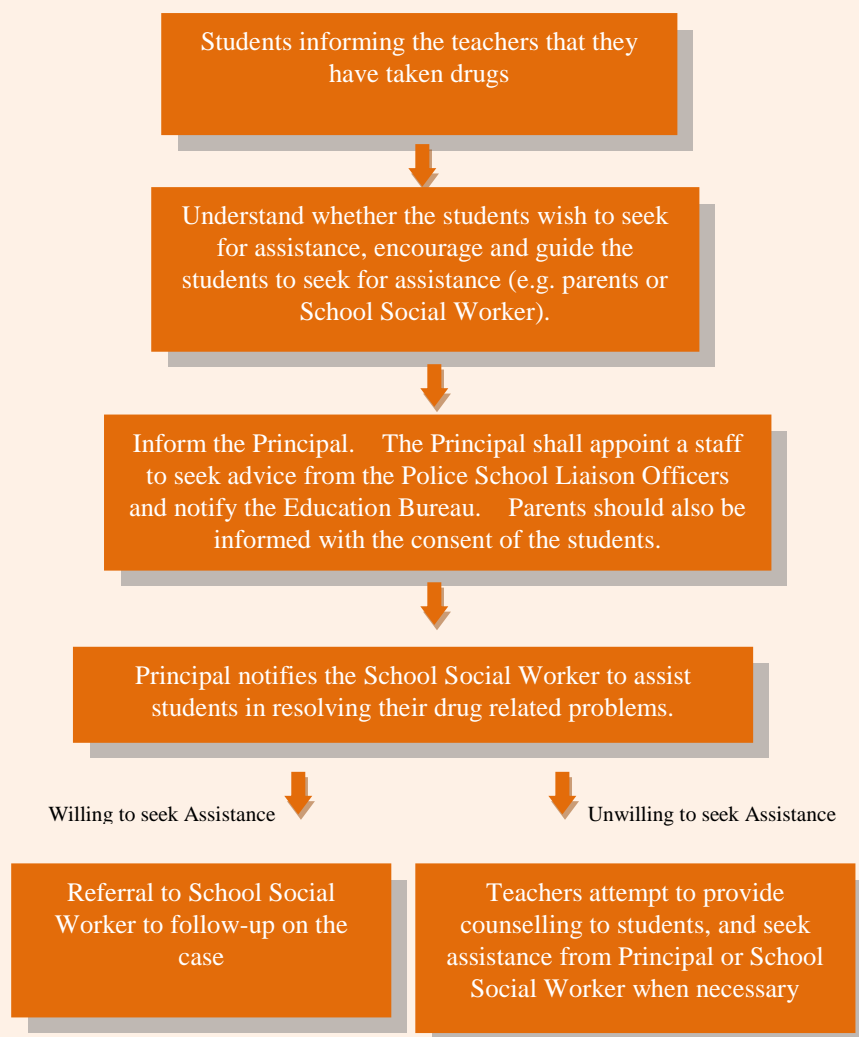 Students informing the teachers that they
have taken drugs
Understand whether the students wish to seek
for assistance, encourage and guide the
students to seek for assistance (e.g. parents or
School Social Worker).
Inform the Principal.    The Principal shall appoint a staff
to seek advice from the Police School Liaison Officers
and notify the Education Bureau.    Parents should also be
informed with the consent of the students.
Principal notifies the School Social Worker to assist
students in resolving their drug related problems.
Willing to seek Assistance
Unwilling to seek Assistance
Referral to School Social
Worker to follow-up on the
case
Teachers attempt to provide
counselling to students, and seek
assistance from Principal or School
Social Worker when necessary